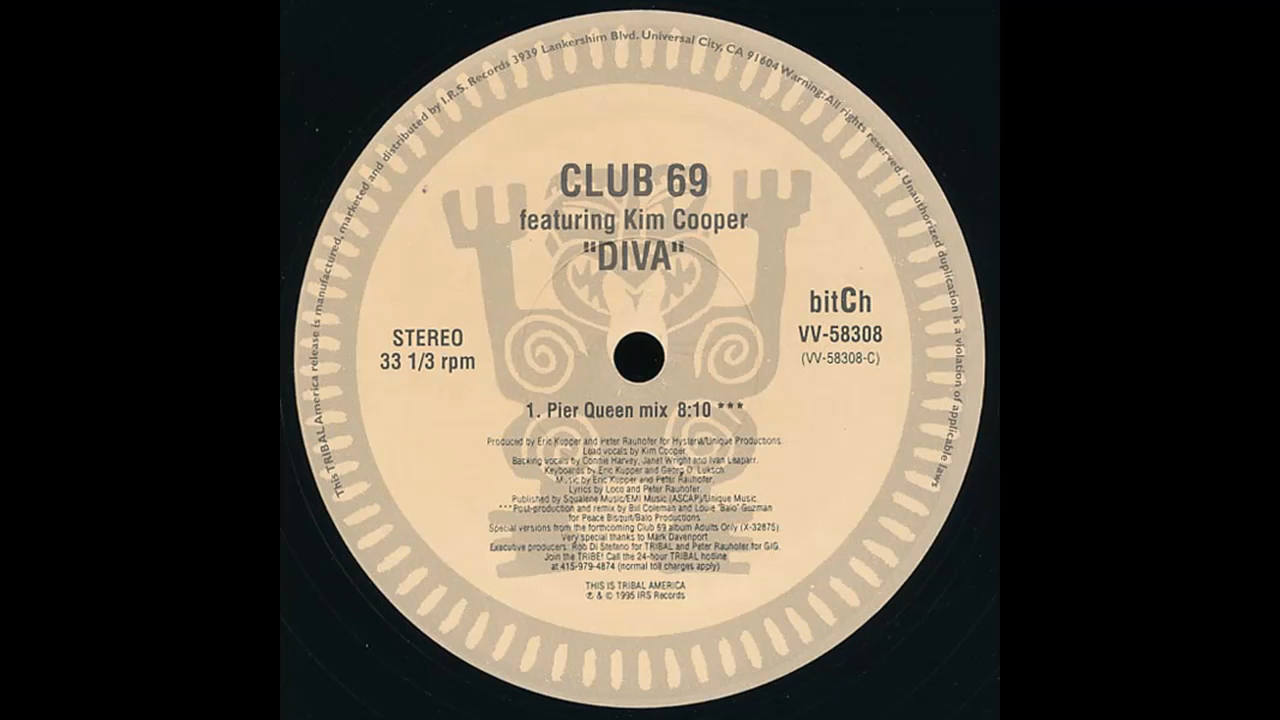 This TRIBAL America release is manufactured, marketed and distributed by I.R.S. Records 3939 Lankershim Blvd. Universal City, CA 91604 Warning: All rights reserved. Unauthorized duplication is a violation of applicable laws
CLUB 69
featuring Kim Cooper
"DIVA"
bitCh
VV-58308
(VV-58308-C)
STEREO
33 1/3 rpm
1. Pier Queen mix 8:10 ***
Produced by Eric Kupper and Peter Rauhofer for Unique Productions.
Lead vocals by Kim Cooper.
Backing vocals by Connie Harvey, Janet Wright and Ivan
Keyboards by Eric Kupper and Georg O. Luksch.
Music by Eric Kupper and Peter Rauhofer.
Lyrics by Loco and Peter Rauhofer.
Published by Squalene Music/EMI Music (ASCAP)/Unique Music.
***Post-production and remix by Bill Coleman and Louie "Balo" Guzman
for Peace Bisquit/Balo Productions.
Special versions from the forthcoming Club 69 album Adults Only (X-32875).
Very special thanks to Mark Davenport
Executive producers: Rob Di Stefano for TRIBAL and Peter Rauhofer for GIG.
Join the TRIBE! Call the 24-hour TRIBAL hotline
at 415-979-4874 (normal toll charges apply)
THIS IS TRIBAL AMERICA
℗ & © 1995 IRS Records